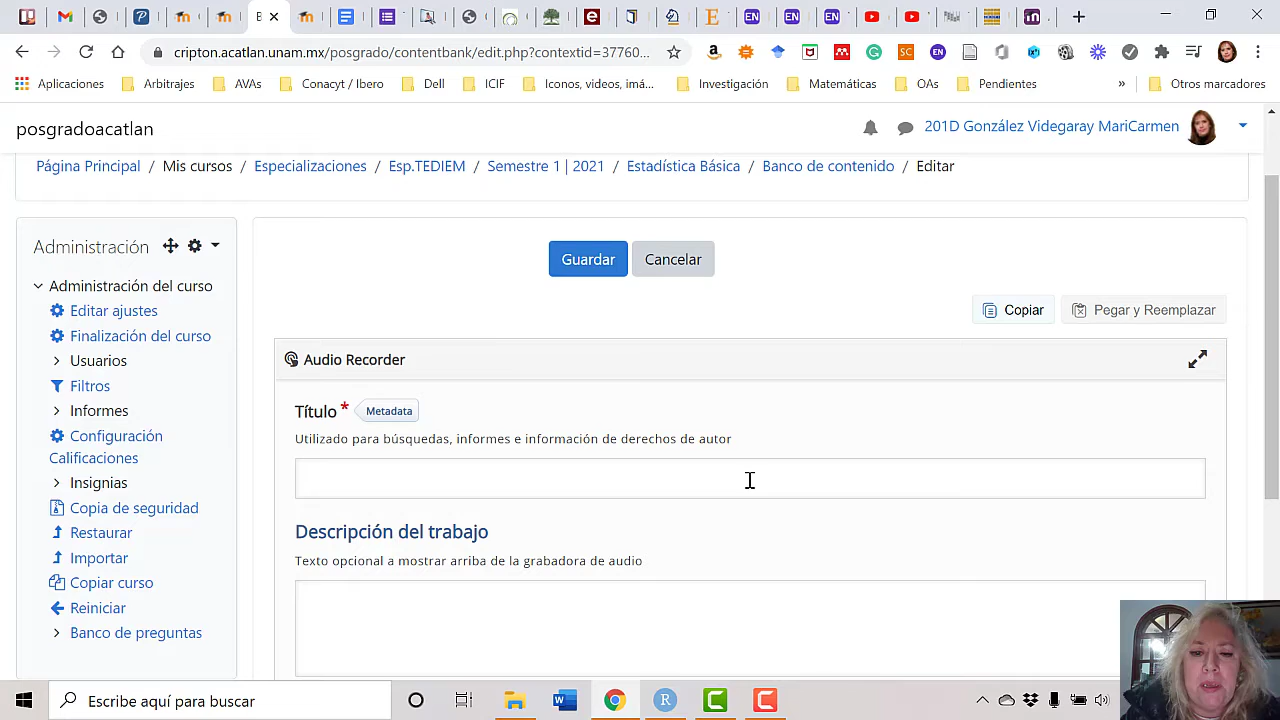 cripton.acatlan.unam.mx/posgrado/contentbank/edit.php?contextid=37760...
Aplicaciones
Arbitrajes
AVAs
Conacyt / Ibero
Dell
ICIF
Iconos, videos, imá...
Investigación
Matemáticas
OAs
Pendientes
»
Otros marcadores
posgradoacatlan
201D González Videgaray MariCarmen
Página Principal / Mis cursos / Especializaciones / Esp.TEDIEM / Semestre 1 | 2021 / Estadística Básica / Banco de contenido / Editar
Administración
Administración del curso
Editar ajustes
Finalización del curso
Usuarios
Filtros
Informes
Configuración
Calificaciones
Insignias
Copia de seguridad
Restaurar
Importar
Copiar curso
Reiniciar
Banco de preguntas
Guardar
Cancelar
Copiar
Pegar y Reemplazar
Audio Recorder
Título *
Metadata
Utilizado para búsquedas, informes e información de derechos de autor
Descripción del trabajo
Texto opcional a mostrar arriba de la grabadora de audio
Escribe aquí para buscar